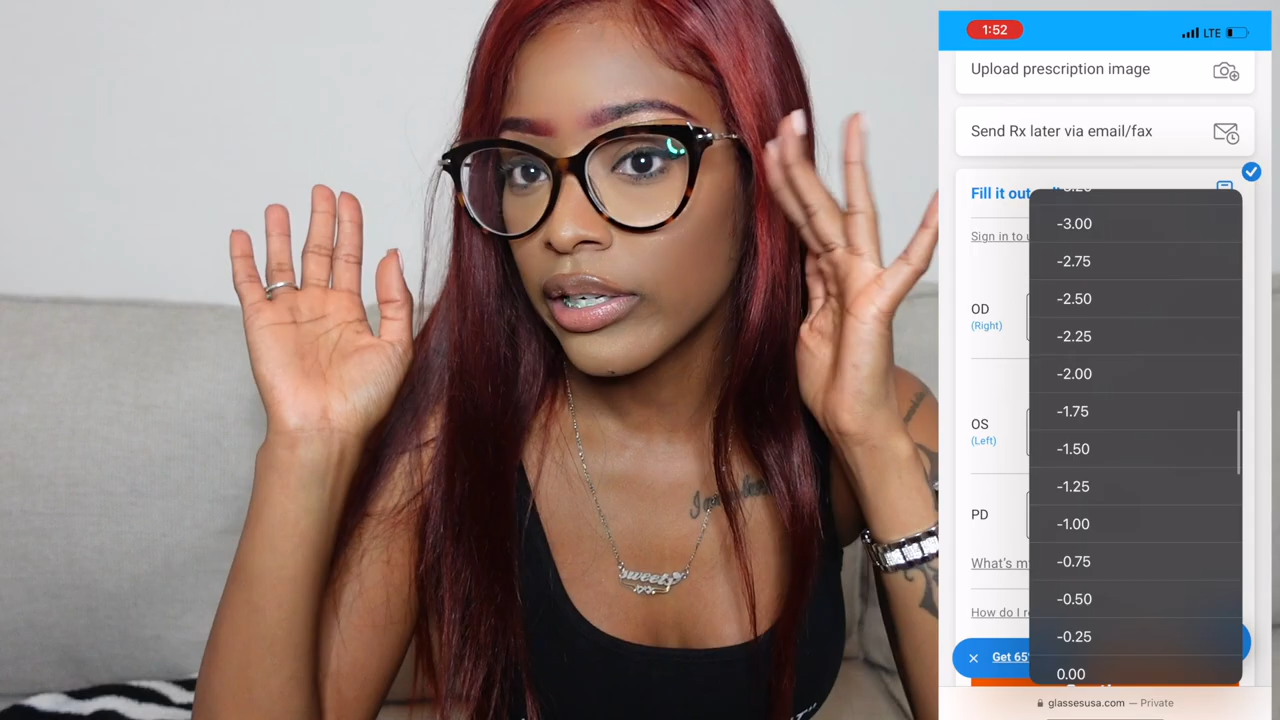 1:52
LTE
Upload prescription image
Send Rx later via email/fax
Fill it out
Sign in to
OD
(Right)
OS
(Left)
PD
What's
How do I
Get 65
-3.00
-2.75
-2.50
-2.25
-2.00
-1.75
-1.50
-1.25
-1.00
-0.75
-0.50
-0.25
0.00
glassesusa.com — Private
sweets